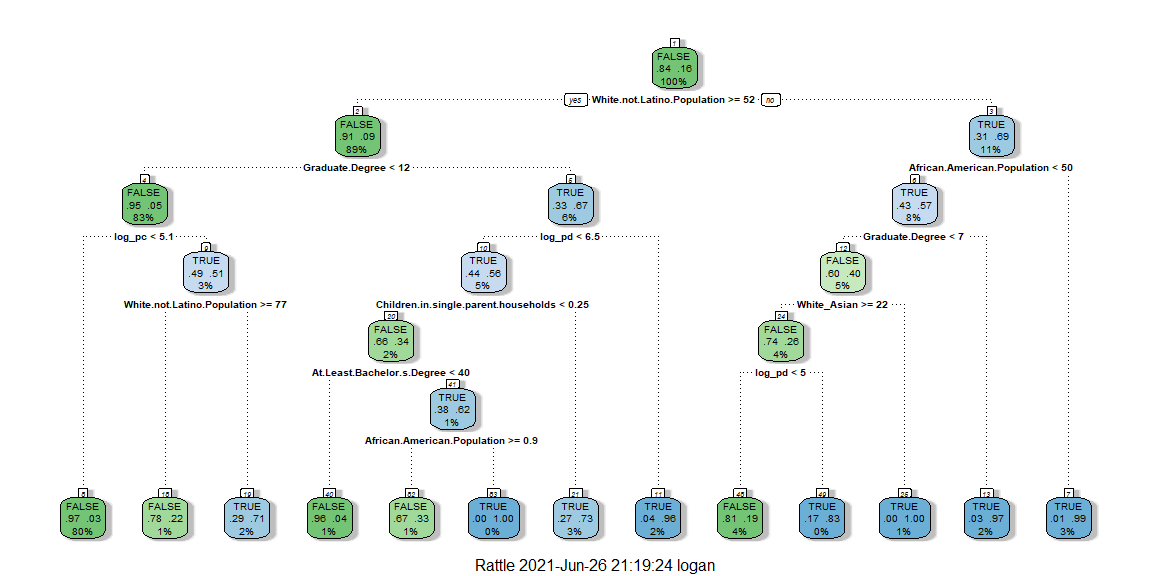 1
FALSE
.84 .16
100%
yes White.not.Latino.Population >= 52 no
2
FALSE
.91 .09
89%
3
TRUE
.31 .69
11%
Graduate.Degree < 12
African.American.Population < 50
4
FALSE
.95 .05
83%
5
TRUE
.33 .67
6%
6
TRUE
.43 .57
8%
log_pc < 5.1
log_pd < 6.5
Graduate.Degree < 7
9
TRUE
.49 .51
3%
10
TRUE
.44 .56
5%
12
FALSE
.60 .40
5%
White.not.Latino.Population >= 77
Children.in.single.parent.households < 0.25
White_Asian >= 22
20
FALSE
.66 .34
2%
24
FALSE
.74 .26
4%
At.Least.Bachelor.s.Degree < 40
log_pd < 5
41
TRUE
.38 .62
1%
African.American.Population >= 0.9
8
FALSE
.97 .03
80%
18
FALSE
.78 .22
1%
19
TRUE
.29 .71
2%
40
FALSE
.96 .04
1%
82
FALSE
.67 .33
1%
83
TRUE
.00 1.00
0%
21
TRUE
.27 .73
3%
11
TRUE
.04 .96
2%
48
FALSE
.81 .19
4%
49
TRUE
.17 .83
0%
25
TRUE
.00 1.00
1%
13
TRUE
.03 .97
2%
7
TRUE
.01 .99
3%
Rattle 2021-Jun-26 21:19:24 logan